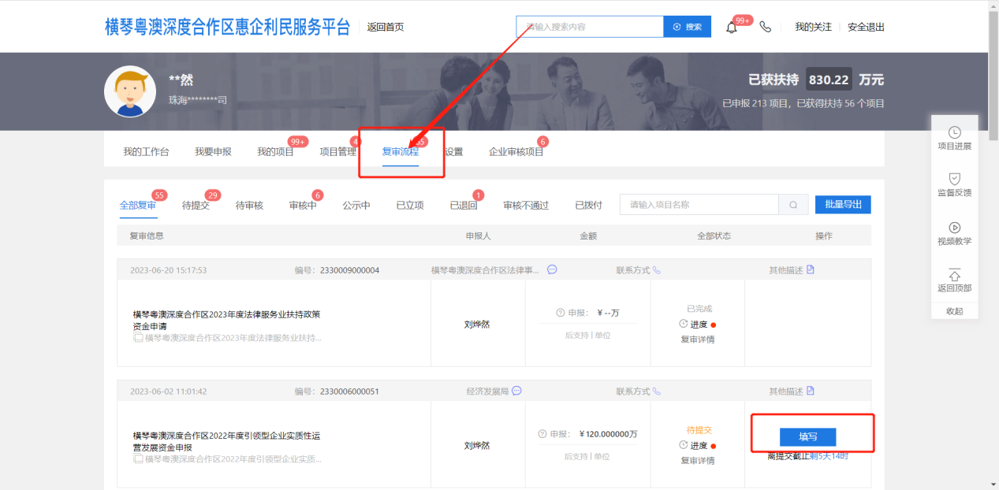 横琴粤澳深度合作区惠企利民服务平台
返回首页
请输入搜索内容
搜索
99+
我的关注
安全退出
**然
珠海********司
已获扶持 830.22 万元
已申报 213 项目，已获得扶持 56 个项目
我的工作台
我要申报
我的项目
99+
项目管理
4
复审流程
设置
企业审核项目
6
全部复审
55
待提交
29
待审核
审核中
6
公示中
已立项
已退回
1
审核不通过
已拨付
请输入项目名称
批量导出
复审信息
申报人
金额
全部状态
操作
2023-06-20 15:17:53
编号：2330009000004
横琴粤澳深度合作区法律事...
联系方式
其他描述
横琴粤澳深度合作区2023年度法律服务业扶持政策
资金申请
横琴粤澳深度合作区2023年度法律服务业扶持...
刘烨然
申报： ￥--万
后支持 | 单位
已完成
进度
复审详情
2023-06-02 11:01:42
编号：2330006000051
经济发展局
联系方式
其他描述
横琴粤澳深度合作区2022年度引领型企业实质性运
营发展资金申报
横琴粤澳深度合作区2022年度引领型企业实质...
刘烨然
申报： ￥120.000000万
后支持 | 单位
待提交
进度
复审详情
填写
离提交截止剩5天14时
项目进展
监督反馈
视频教学
返回顶部
收起